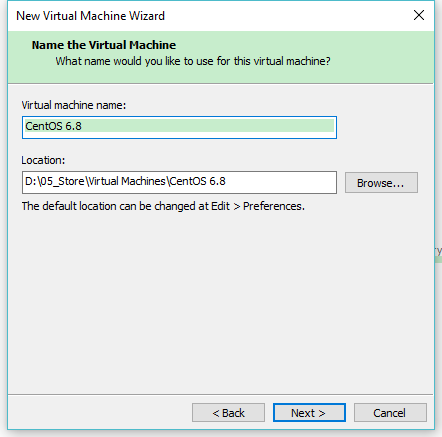 New Virtual Machine Wizard
Name the Virtual Machine
What name would you like to use for this virtual machine?
Virtual machine name:
CentOS 6.8
Location:
D:\05_Store\Virtual Machines\CentOS 6.8
Browse...
The default location can be changed at Edit > Preferences.
ry
< Back
Next >
Cancel